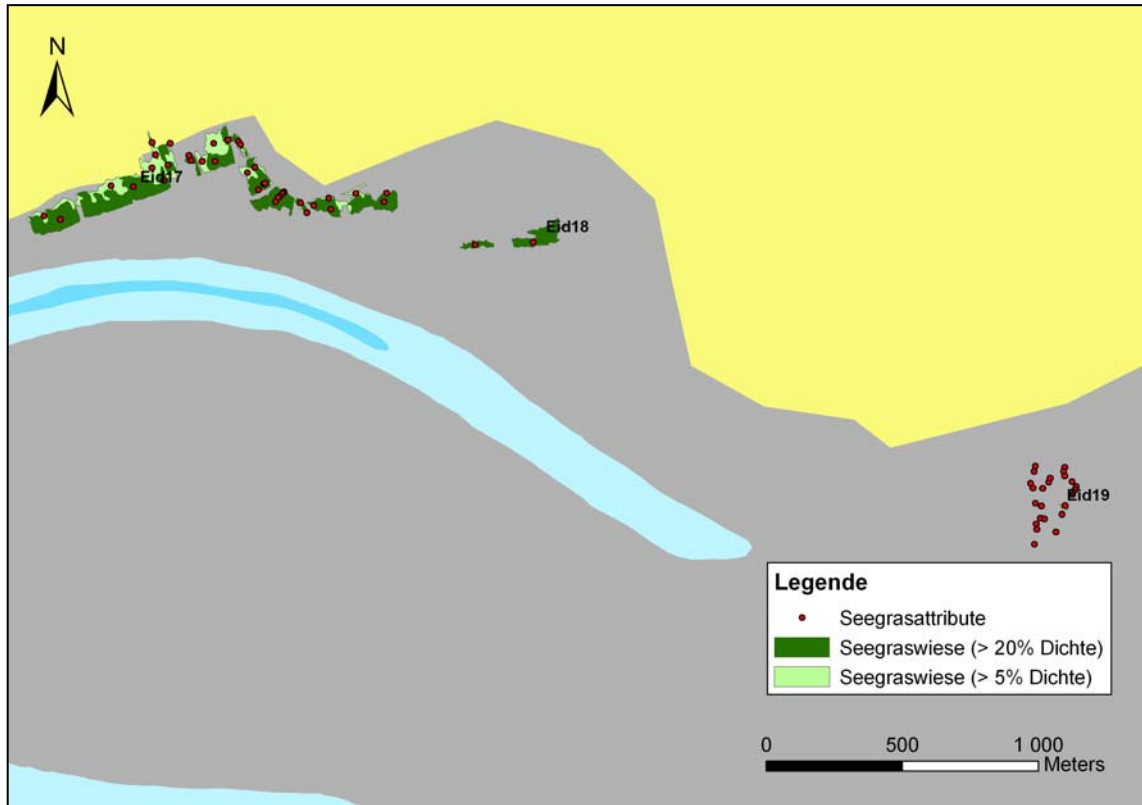 N
Eid17
Eid18
Eid19
Legende
Seegrasattribute
Seegraswiese (> 20% Dichte)
Seegraswiese (> 5% Dichte)
0 500 1 000
Meters